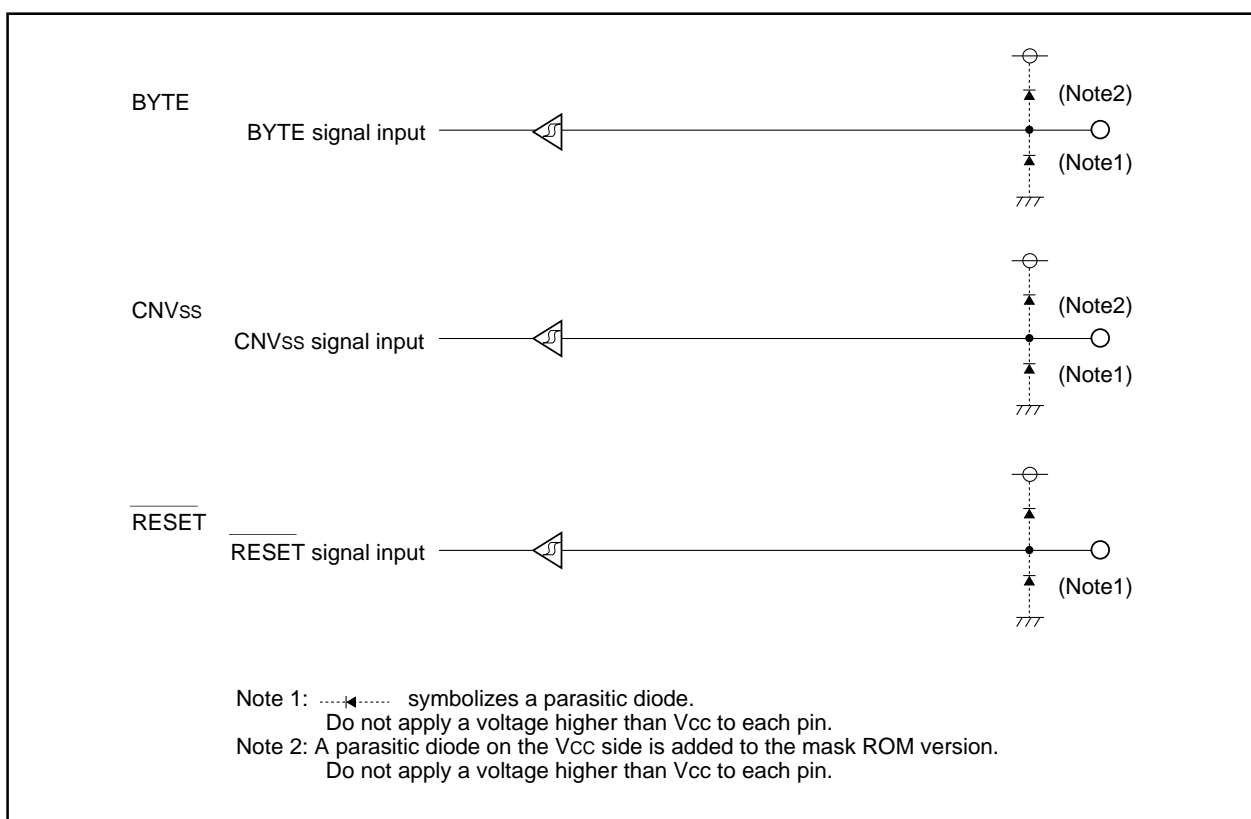 BYTE
(Note2)
BYTE signal input
(Note1)
CNVss
(Note2)
CNVss signal input
(Note1)
RESET
RESET signal input
(Note1)
Note 1: symbolizes a parasitic diode.
Do not apply a voltage higher than Vcc to each pin.
Note 2: A parasitic diode on the VCC side is added to the mask ROM version.
Do not apply a voltage higher than Vcc to each pin.